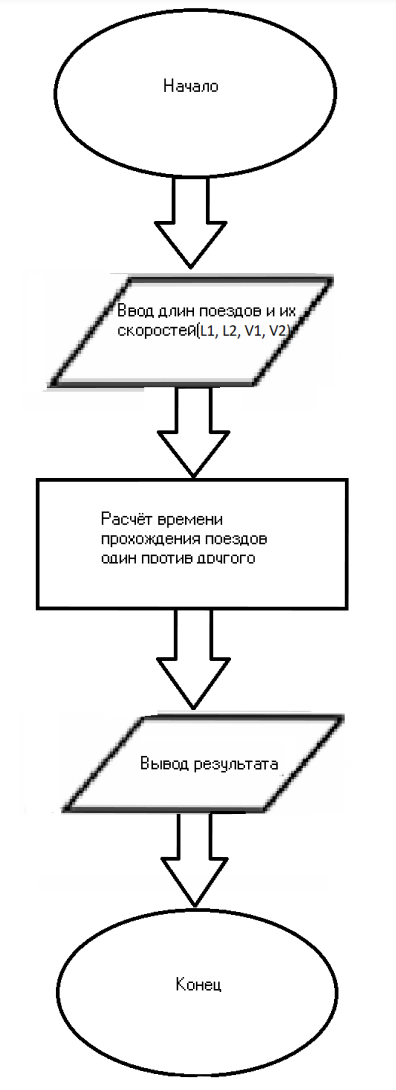 Начало
Ввод длин поездов и их
скоростей(L1, L2, V1, V2)
Расчёт времени
прохождения поездов
один против другого
Вывод результата
Конец